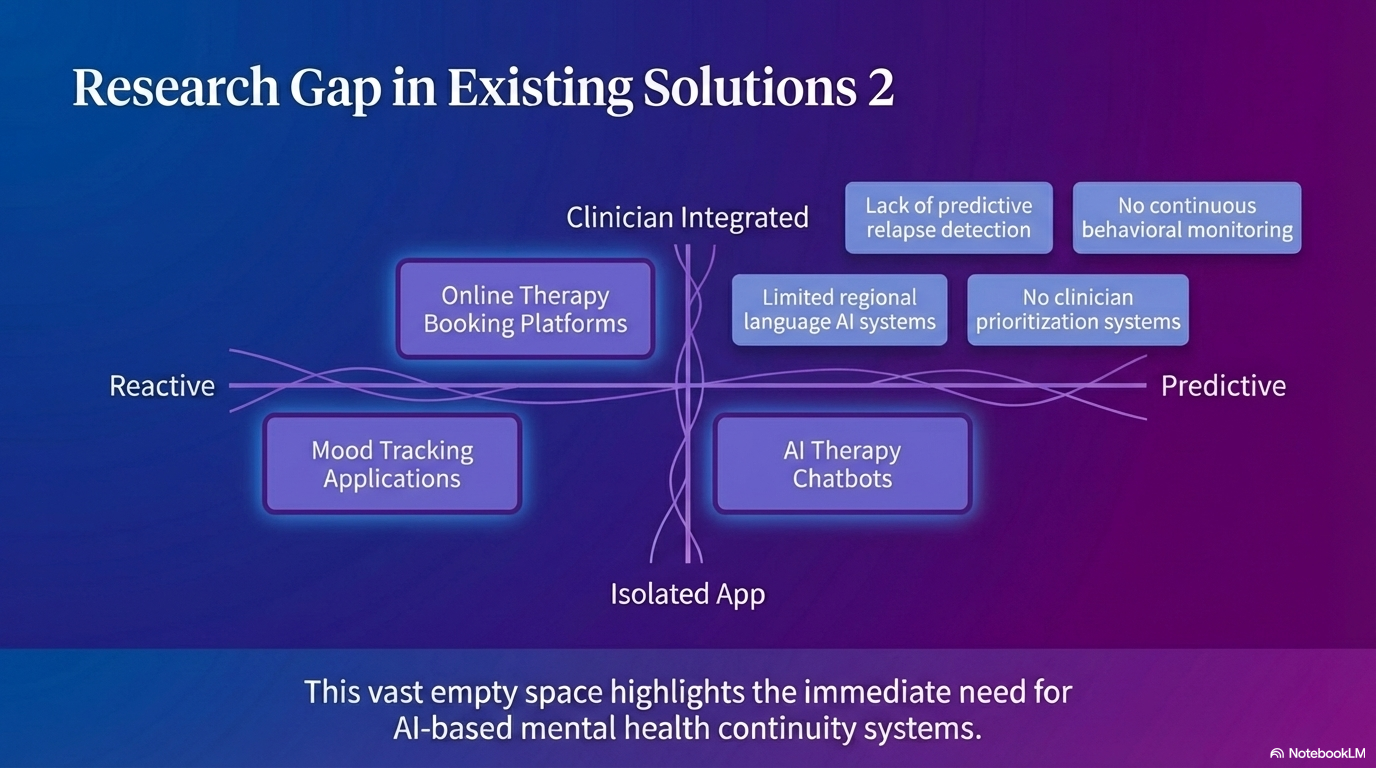 Research Gap in Existing Solutions 2
Clinician Integrated
Lack of predictive
relapse detection
No continuous
behavioral monitoring
Online Therapy
Booking Platforms
Limited regional
language AI systems
No clinician
prioritization systems
Reactive
Predictive
Mood Tracking
Applications
AI Therapy
Chatbots
Isolated App
This vast empty space highlights the immediate need for
AI-based mental health continuity systems.
NotebookLM